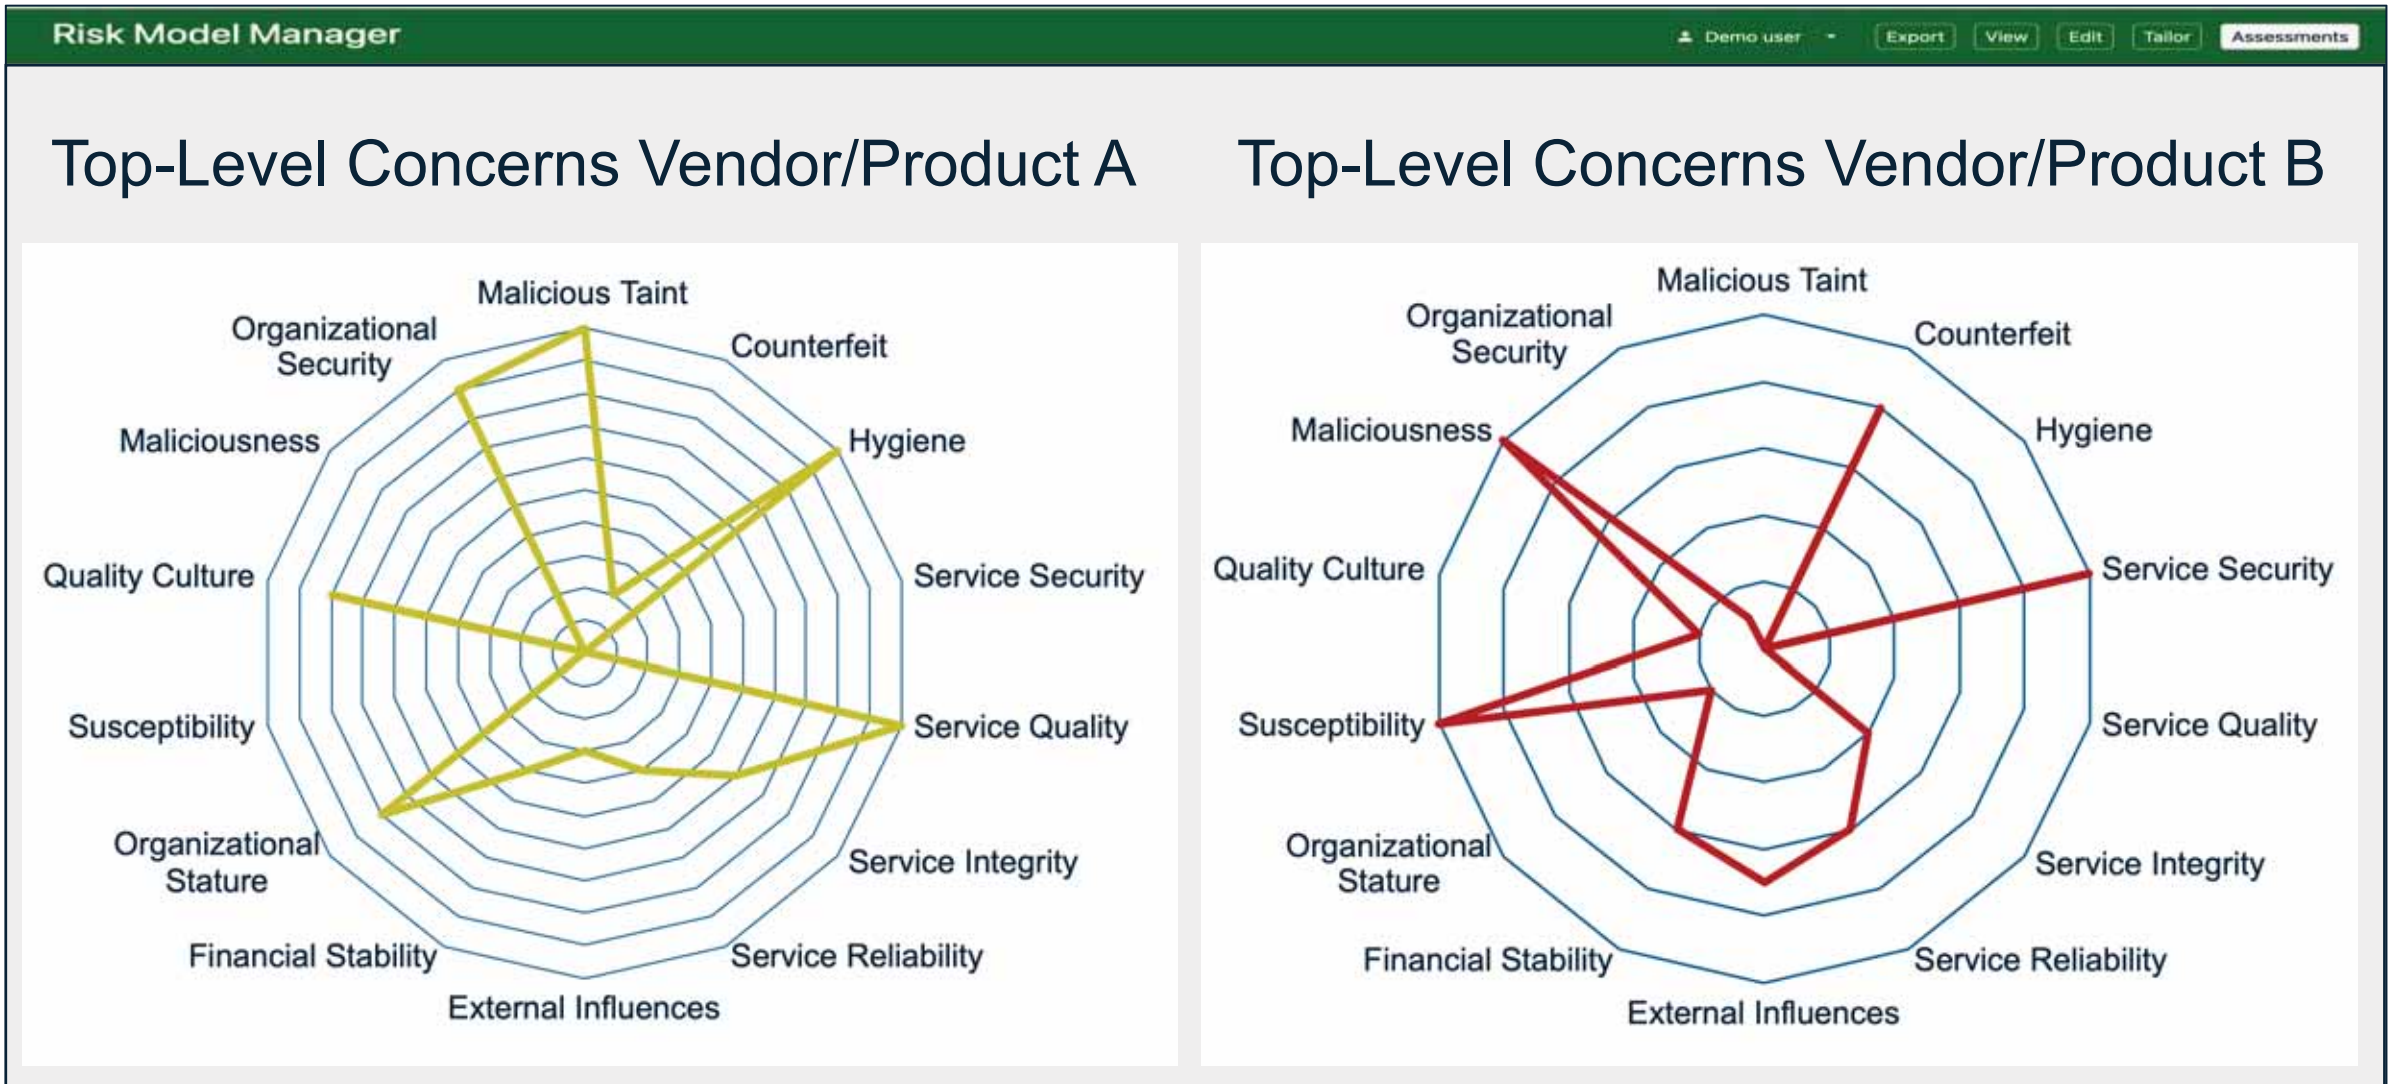 Risk Model Manager
Demo user
Export
View
Edit
Tailor
Assessments
Top-Level Concerns Vendor/Product A
Top-Level Concerns Vendor/Product B
Malicious Taint
Counterfeit
Hygiene
Service Security
Service Quality
Service Integrity
Service Reliability
External Influences
Financial Stability
Organizational
Stature
Susceptibility
Quality Culture
Maliciousness
Organizational
Security
Malicious Taint
Counterfeit
Hygiene
Service Security
Service Quality
Service Integrity
Service Reliability
External Influences
Financial Stability
Organizational
Stature
Susceptibility
Quality Culture
Maliciousness
Organizational
Security